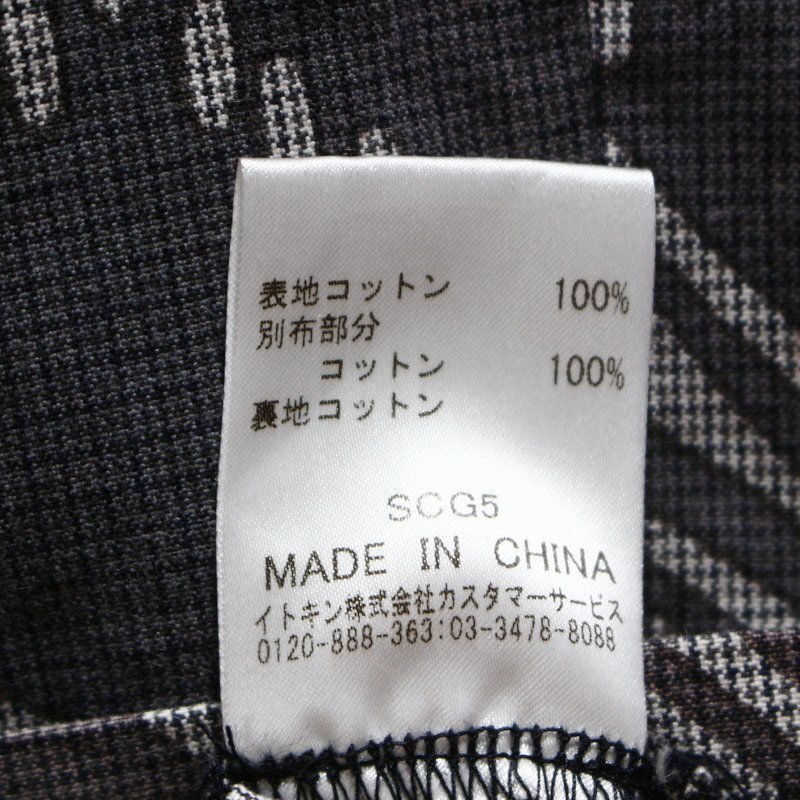 表地コットン 100%
別布部分
コットン 100%
裏地コットン
SCG5
MADE IN CHINA
イトキン株式会社カスタマーサービス
0120-888-363:03-3478-8088